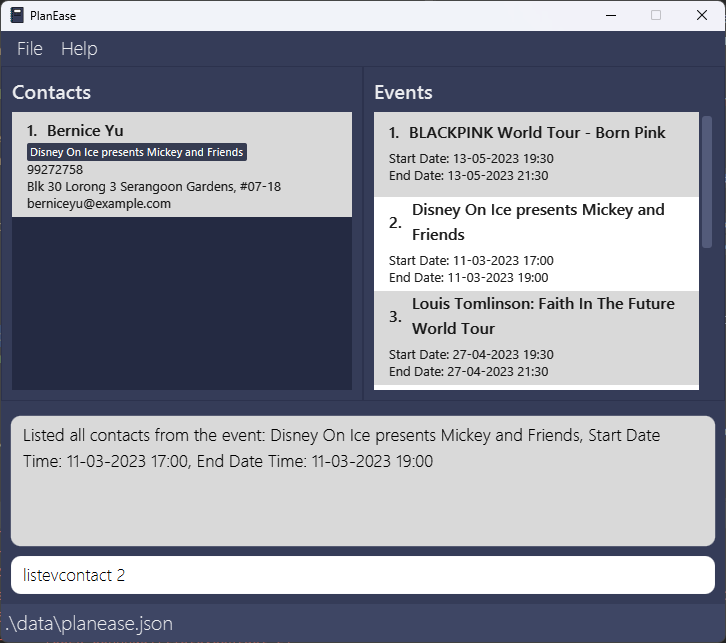 PlanEase
File Help
Contacts
1. Bernice Yu
Disney On Ice presents Mickey and Friends
99272758
Blk 30 Lorong 3 Serangoon Gardens, #07-18
berniceyu@example.com
Events
1. BLACKPINK World Tour - Born Pink
Start Date: 13-05-2023 19:30
End Date: 13-05-2023 21:30
2. Disney On Ice presents Mickey and
Friends
Start Date: 11-03-2023 17:00
End Date: 11-03-2023 19:00
3. Louis Tomlinson: Faith In The Future
World Tour
Start Date: 27-04-2023 19:30
End Date: 27-04-2023 21:30
Listed all contacts from the event: Disney On Ice presents Mickey and Friends, Start Date
Time: 11-03-2023 17:00, End Date Time: 11-03-2023 19:00
listevcontact 2
.\data\planease.json